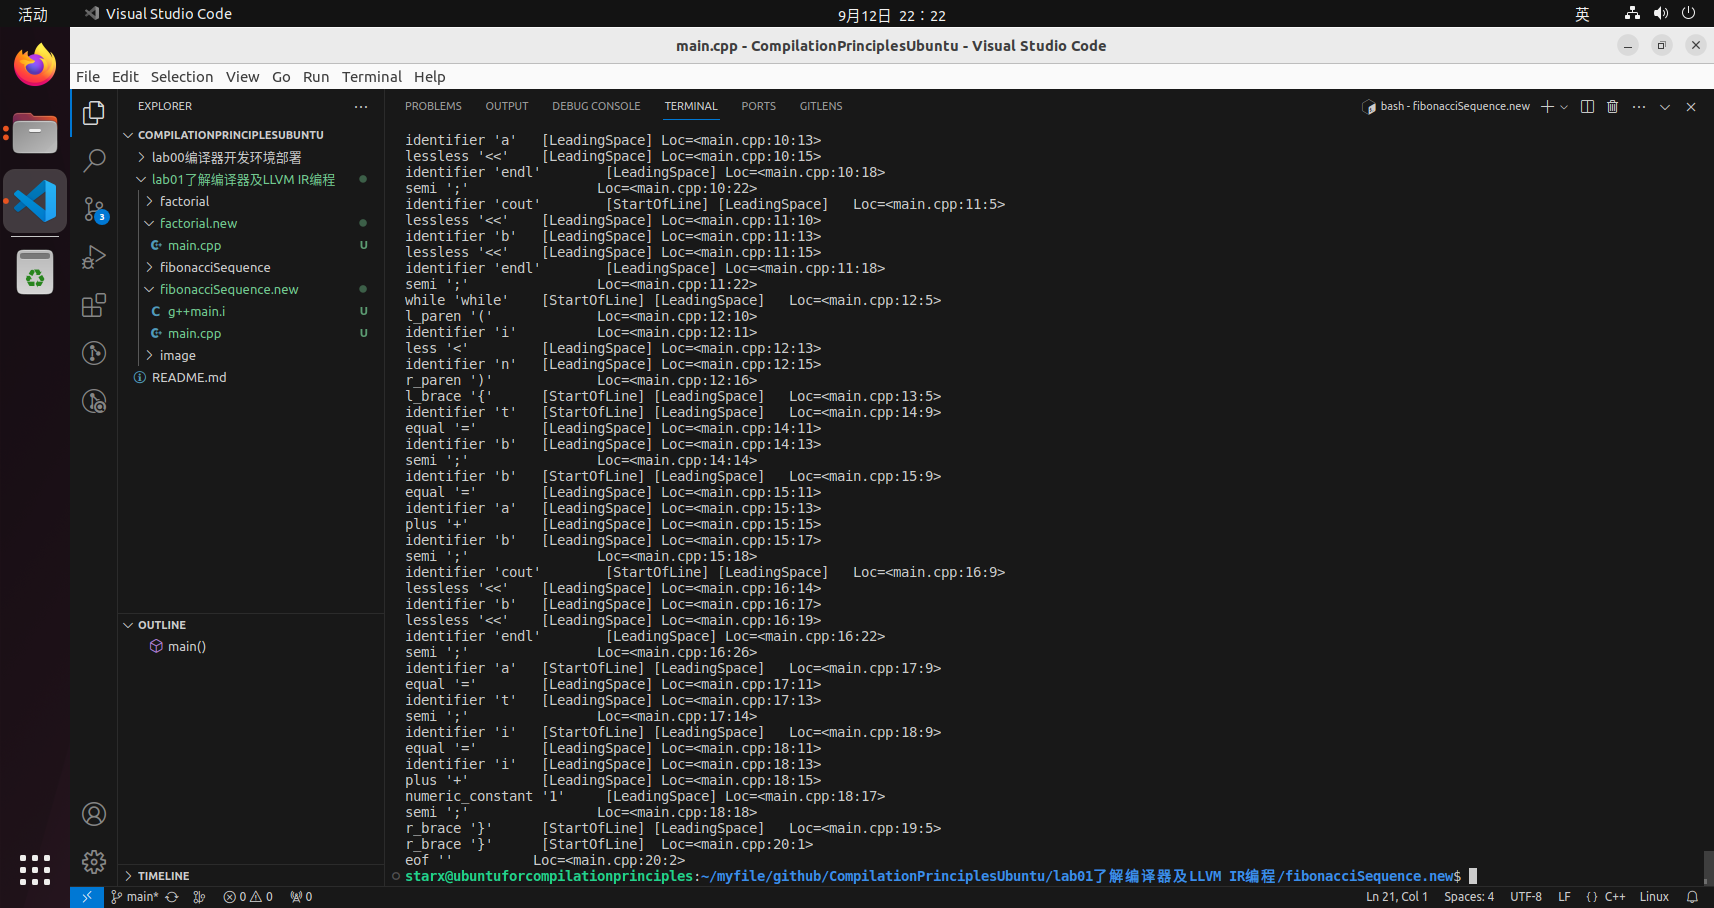 活动
Visual Studio Code
9月12日 22：22
英
main.cpp - CompilationPrinciplesUbuntu - Visual Studio Code
File Edit Selection View Go Run Terminal Help
EXPLORER
COMPILATIONPRINCIPLESUBUNTU
lab00编译器开发环境部署
lab01了解编译器及LLVM IR编程
factorial
factorial.new
main.cpp U
fibonacciSequence
fibonacciSequence.new
g++main.i U
main.cpp U
image
README.md
3
OUTLINE
main()
TIMELINE
PROBLEMS OUTPUT DEBUG CONSOLE TERMINAL PORTS GITLENS
bash - fibonacciSequence.new
identifier 'a' [LeadingSpace] Loc=<main.cpp:10:13>
lessless '<<' [LeadingSpace] Loc=<main.cpp:10:15>
identifier 'endl' [LeadingSpace] Loc=<main.cpp:10:18>
semi ';' Loc=<main.cpp:10:22>
identifier 'cout' [StartOfLine] [LeadingSpace] Loc=<main.cpp:11:5>
lessless '<<' [LeadingSpace] Loc=<main.cpp:11:10>
identifier 'b' [LeadingSpace] Loc=<main.cpp:11:13>
lessless '<<' [LeadingSpace] Loc=<main.cpp:11:15>
identifier 'endl' [LeadingSpace] Loc=<main.cpp:11:18>
semi ';' Loc=<main.cpp:11:22>
while 'while' [StartOfLine] [LeadingSpace] Loc=<main.cpp:12:5>
l_paren '(' Loc=<main.cpp:12:10>
identifier 'i' Loc=<main.cpp:12:11>
less '<' [LeadingSpace] Loc=<main.cpp:12:13>
identifier 'n' [LeadingSpace] Loc=<main.cpp:12:15>
r_paren ')' Loc=<main.cpp:12:16>
l_brace '{' [StartOfLine] [LeadingSpace] Loc=<main.cpp:13:5>
identifier 't' [StartOfLine] [LeadingSpace] Loc=<main.cpp:14:9>
equal '=' [LeadingSpace] Loc=<main.cpp:14:11>
identifier 'b' [LeadingSpace] Loc=<main.cpp:14:13>
semi ';' Loc=<main.cpp:14:14>
identifier 'b' [StartOfLine] [LeadingSpace] Loc=<main.cpp:15:9>
equal '=' [LeadingSpace] Loc=<main.cpp:15:11>
identifier 'a' [LeadingSpace] Loc=<main.cpp:15:13>
plus '+' [LeadingSpace] Loc=<main.cpp:15:15>
identifier 'b' [LeadingSpace] Loc=<main.cpp:15:17>
semi ';' Loc=<main.cpp:15:18>
identifier 'cout' [StartOfLine] [LeadingSpace] Loc=<main.cpp:16:9>
lessless '<<' [LeadingSpace] Loc=<main.cpp:16:14>
identifier 'b' [LeadingSpace] Loc=<main.cpp:16:17>
lessless '<<' [LeadingSpace] Loc=<main.cpp:16:19>
identifier 'endl' [LeadingSpace] Loc=<main.cpp:16:22>
semi ';' Loc=<main.cpp:16:26>
identifier 'a' [StartOfLine] [LeadingSpace] Loc=<main.cpp:17:9>
equal '=' [LeadingSpace] Loc=<main.cpp:17:11>
identifier 't' [LeadingSpace] Loc=<main.cpp:17:13>
semi ';' Loc=<main.cpp:17:14>
identifier 'i' [StartOfLine] [LeadingSpace] Loc=<main.cpp:18:9>
equal '=' [LeadingSpace] Loc=<main.cpp:18:11>
identifier 'i' [LeadingSpace] Loc=<main.cpp:18:13>
plus '+' [LeadingSpace] Loc=<main.cpp:18:15>
numeric_constant '1' [LeadingSpace] Loc=<main.cpp:18:17>
semi ';' Loc=<main.cpp:18:18>
r_brace '}' [StartOfLine] [LeadingSpace] Loc=<main.cpp:19:5>
r_brace '}' [StartOfLine] Loc=<main.cpp:20:1>
eof '' Loc=<main.cpp:20:2>
starx@ubuntuforcompilationprinciples:~/myfile/github/CompilationPrinciplesUbuntu/lab01了解编译器及LLVM IR编程/fibonacciSequence.new$
main* 0 0 0
Ln 21, Col 1 Spaces: 4 UTF-8 LF {} C++ Linux